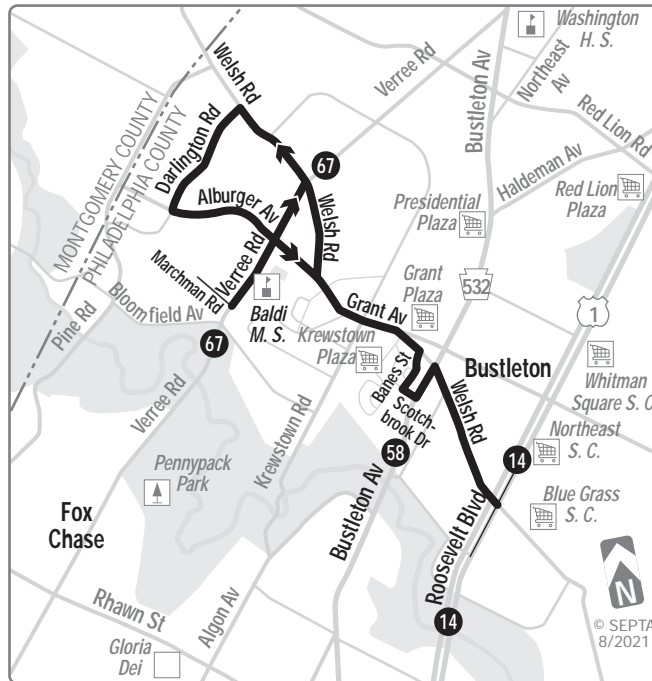 Washington
H. S.
Northeast
Av
Bustleton Av
Verree Rd
Welsh Rd
Red Lion Rd
MONTGOMERY COUNTY
PHILADELPHIA COUNTY
Darlington Rd
67
Haldeman Av
Red Lion
Plaza
Presidential
Plaza
Alburger Av
Welsh Rd
Verree Rd
Marchman Rd
Grant
Plaza
532
1
Pine Rd
Bloomfield Av
Baldi
M. S.
Grant Av
Krewstown
Plaza
67
Banes St
Bustleton
Whitman
Square S. C.
Scotch-
brook Dr
Welsh Rd
Verree Rd
Krewstown Rd
Northeast
S. C.
14
58
Pennypack
Park
Blue Grass
S. C.
Fox
Chase
Bustleton Av
Roosevelt Blvd
N
Rhawn St
Algon Av
14
Gloria
Dei
© SEPTA
8/2021